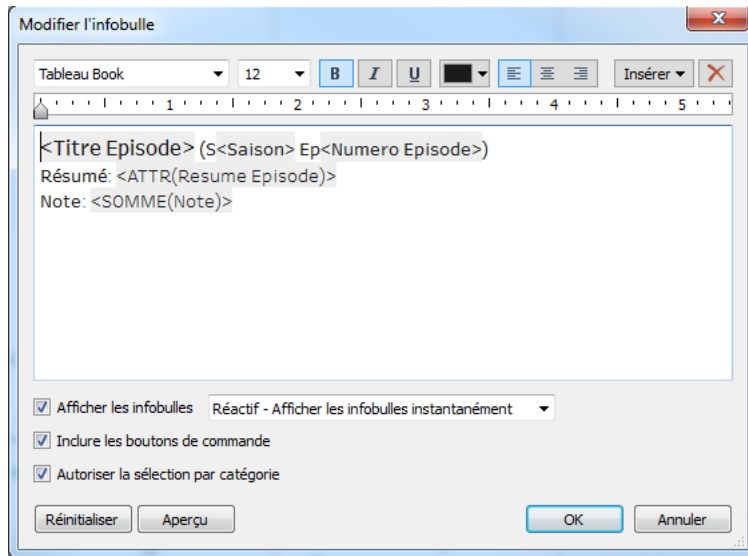 Modifier l'infobulle
Tableau Book 12 B I U Insérer
1 2 3 4 5
<Titre Episode> (S<Saison> Ep<Numero Episode>)
Résumé: <ATTR(Resume Episode)>
Note: <SOMME(Note)>
Afficher les infobulles Réactif - Afficher les infobulles instantanément
Inclure les boutons de commande
Autoriser la sélection par catégorie
Réinitialiser Aperçu OK Annuler